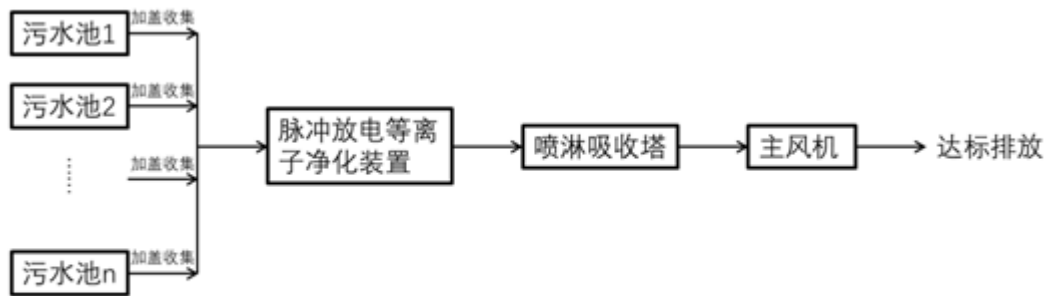 污水池1
加盖收集
污水池2
加盖收集
......
加盖收集
污水池n
加盖收集
脉冲放电等离
子净化装置
喷淋吸收塔
主风机
达标排放